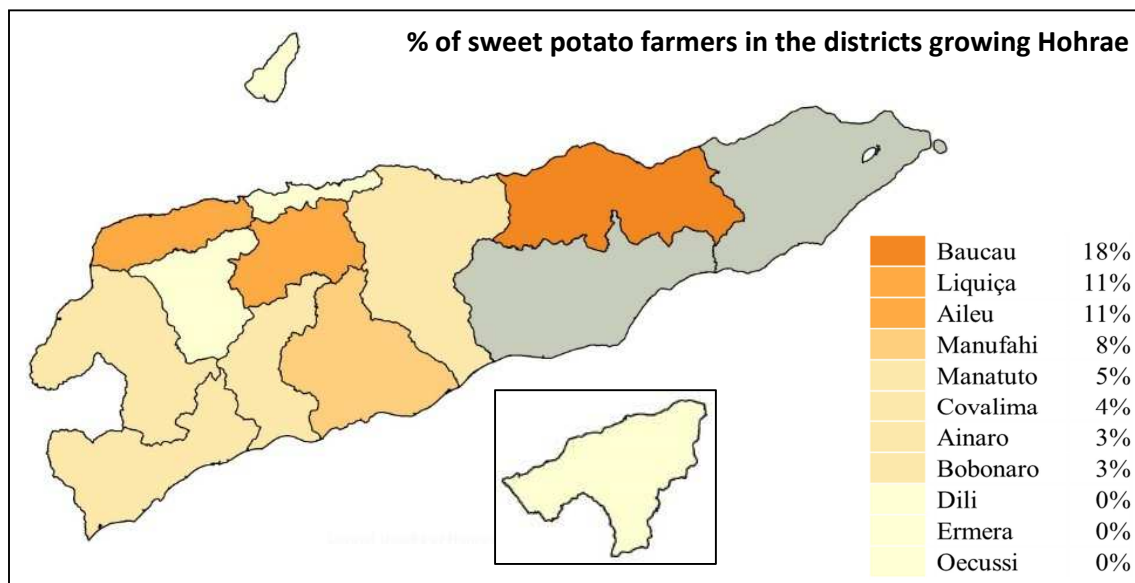 % of sweet potato farmers in the districts growing Hohrae
Baucau 18%
Liquiça 11%
Aileu 11%
Manufahi 8%
Manatuto 5%
Covalima 4%
Ainaro 3%
Bobonaro 3%
Dili 0%
Ermera 0%
Oecussi 0%